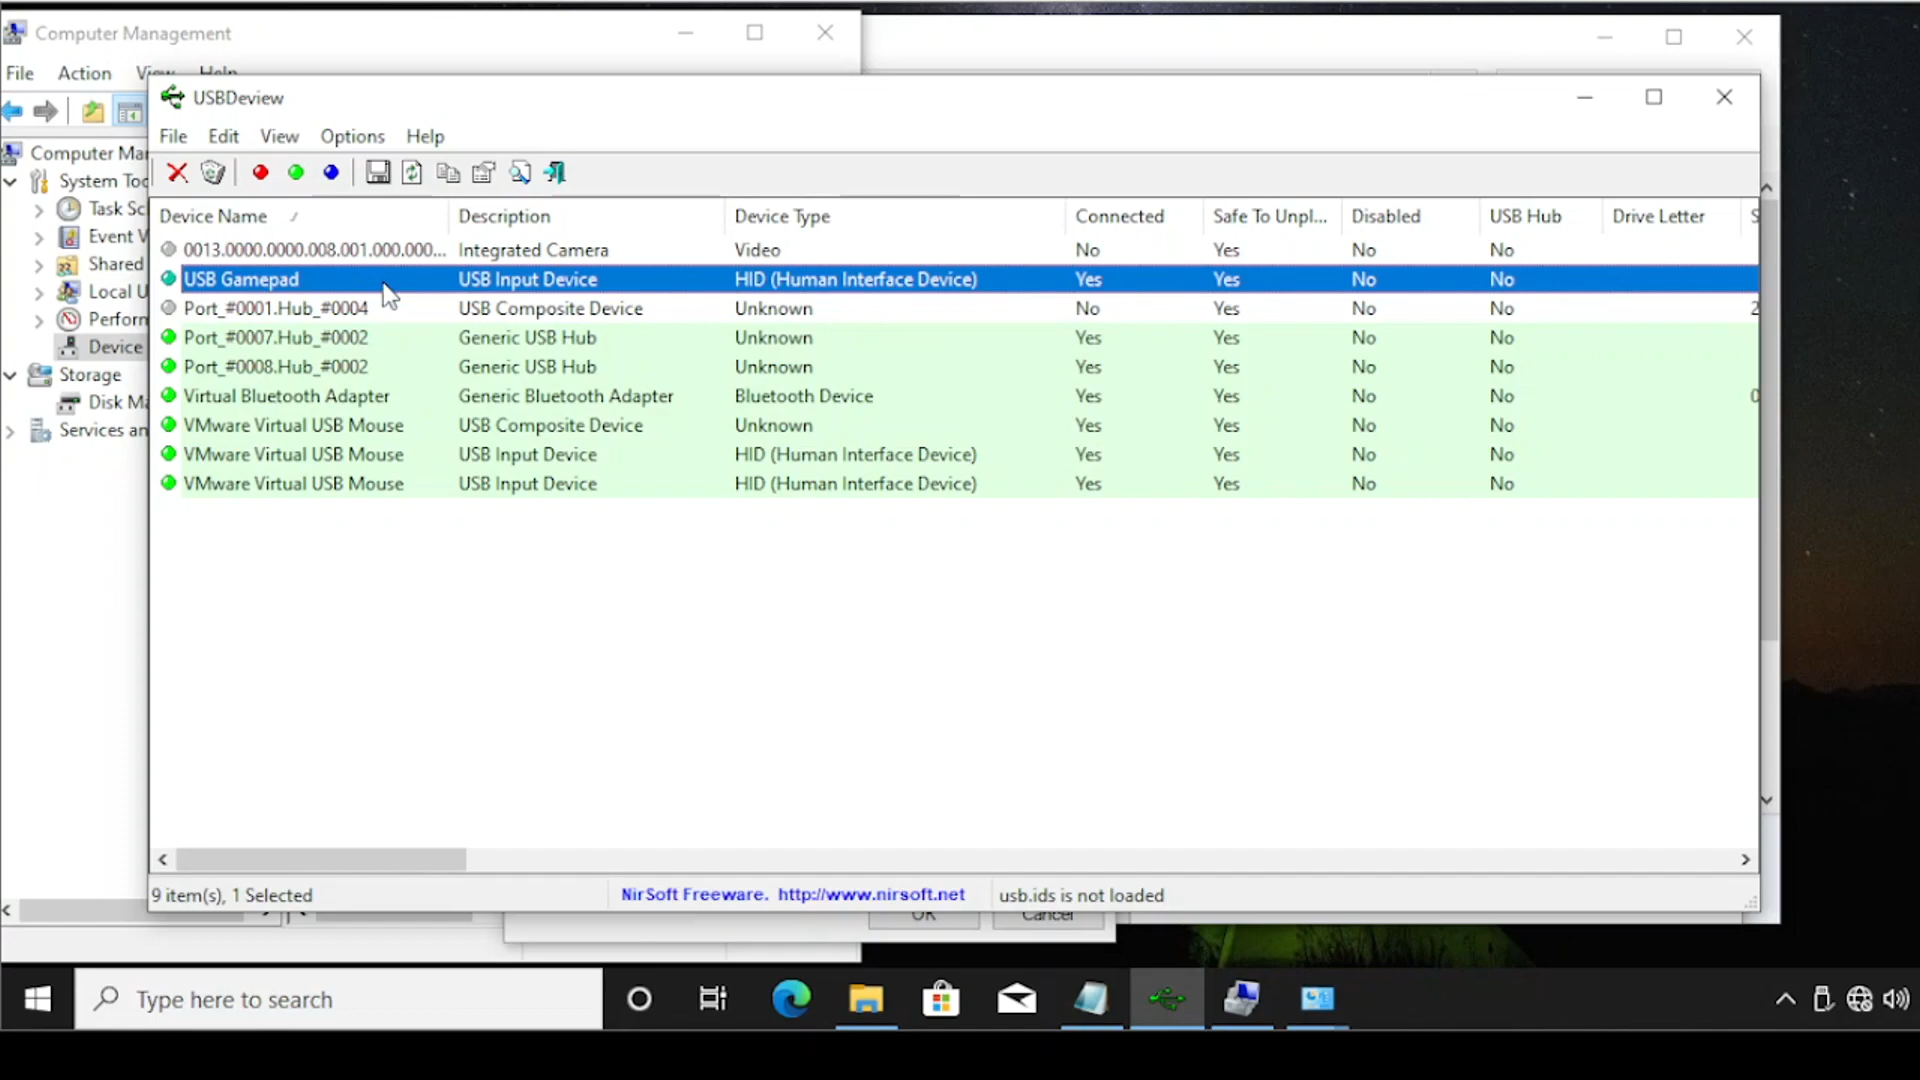 Computer Management
File Action View Help
USBDeview
File Edit View Options Help
Computer Ma
System Too
Task Sc
Event V
Shared
Local U
Perforn
Device
Storage
Disk Ma
Services an
Device Name Description Device Type Connected Safe To Unpl... Disabled USB Hub Drive Letter S
0013.0000.0000.008.001.000.000... Integrated Camera Video No Yes No No
USB Gamepad USB Input Device HID (Human Interface Device) Yes Yes No No
Port_#0001.Hub_#0004 USB Composite Device Unknown No Yes No No 2
Port_#0007.Hub_#0002 Generic USB Hub Unknown Yes Yes No No
Port_#0008.Hub_#0002 Generic USB Hub Unknown Yes Yes No No
Virtual Bluetooth Adapter Generic Bluetooth Adapter Bluetooth Device Yes Yes No No 0
VMware Virtual USB Mouse USB Composite Device Unknown Yes Yes No No
VMware Virtual USB Mouse USB Input Device HID (Human Interface Device) Yes Yes No No
VMware Virtual USB Mouse USB Input Device HID (Human Interface Device) Yes Yes No No
9 item(s), 1 Selected NirSoft Freeware. http://www.nirsoft.net usb.ids is not loaded
OK Cancel
Type here to search